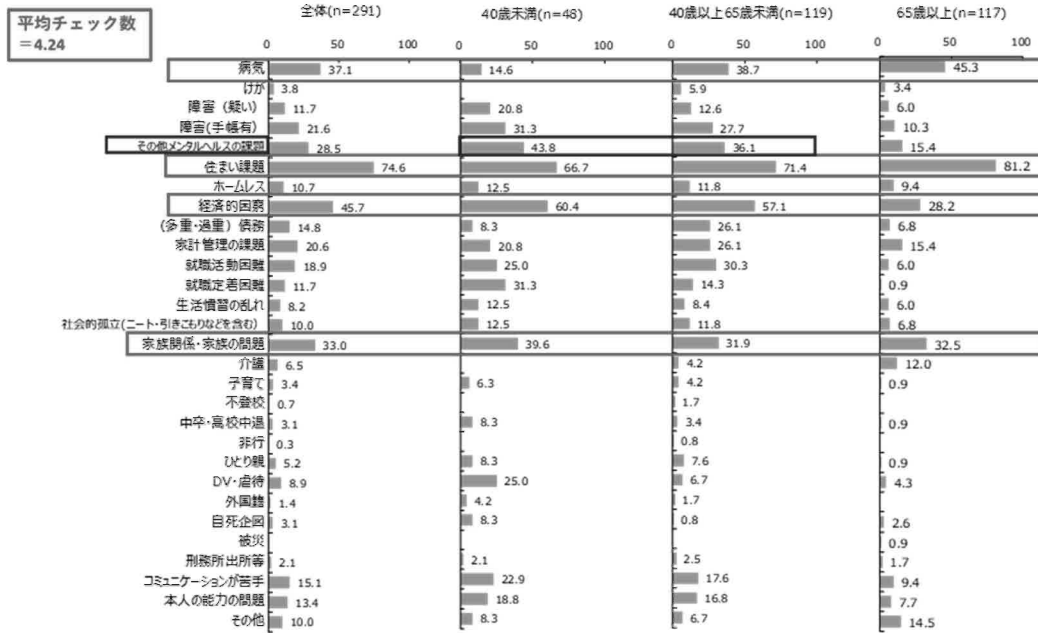 平均チェック数
=4.24
全体(n=291) 40歳未満(n=48) 40歳以上65歳未満(n=119) 65歳以上(n=117)
0 50 100 0 50 100 0 50 100 0 50 100
病気 37.1 14.6 38.7 45.3
けが 3.8 5.9 3.4
障害（疑い） 11.7 20.8 12.6 6.0
障害(手帳有) 21.6 31.3 27.7 10.3
その他メンタルヘルスの課題 28.5 43.8 36.1 15.4
住まい課題 74.6 66.7 71.4 81.2
ホームレス 10.7 12.5 11.8 9.4
経済的困窮 45.7 60.4 57.1 28.2
(多重・過重）債務 14.8 8.3 26.1 6.8
家計管理の課題 20.6 20.8 26.1 15.4
就職活動困難 18.9 25.0 30.3 6.0
就職定着困難 11.7 31.3 14.3 0.9
生活慣習の乱れ 8.2 12.5 8.4 6.0
社会的孤立(ニート・引きこもりなどを含む) 10.0 12.5 11.8 6.8
家族関係・家族の問題 33.0 39.6 31.9 32.5
介護 6.5 4.2 12.0
子育て 3.4 6.3 4.2 0.9
不登校 0.7 1.7
中卒・高校中退 3.1 8.3 3.4 0.9
非行 0.3 0.8
ひとり親 5.2 8.3 7.6 0.9
DV・虐待 8.9 25.0 6.7 4.3
外国籍 1.4 4.2 1.7
自死企図 3.1 8.3 0.8 2.6
被災 0.9
刑務所出所等 2.1 2.1 2.5 1.7
コミュニケーションが苦手 15.1 22.9 17.6 9.4
本人の能力の問題 13.4 18.8 16.8 7.7
その他 10.0 8.3 6.7 14.5